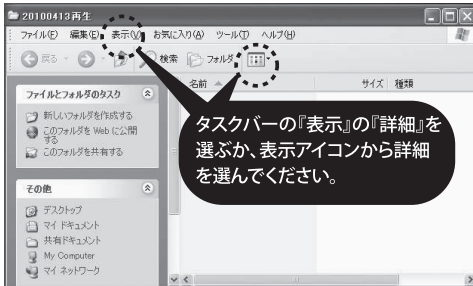 20100413再生
ファイル(F) 編集(E) 表示(V) お気に入り(A) ツール(T) ヘルプ(H)
戻る 検索 フォルダ
名前 サイズ 種類
ファイルとフォルダのタスク
新しいフォルダを作成する
このフォルダを Web に公開
する
このフォルダを共有する
その他
デスクトップ
マイ ドキュメント
共有ドキュメント
My Computer
マイ ネットワーク
タスクバーの『表示』の『詳細』を
選ぶか、表示アイコンから詳細
を選んでください。